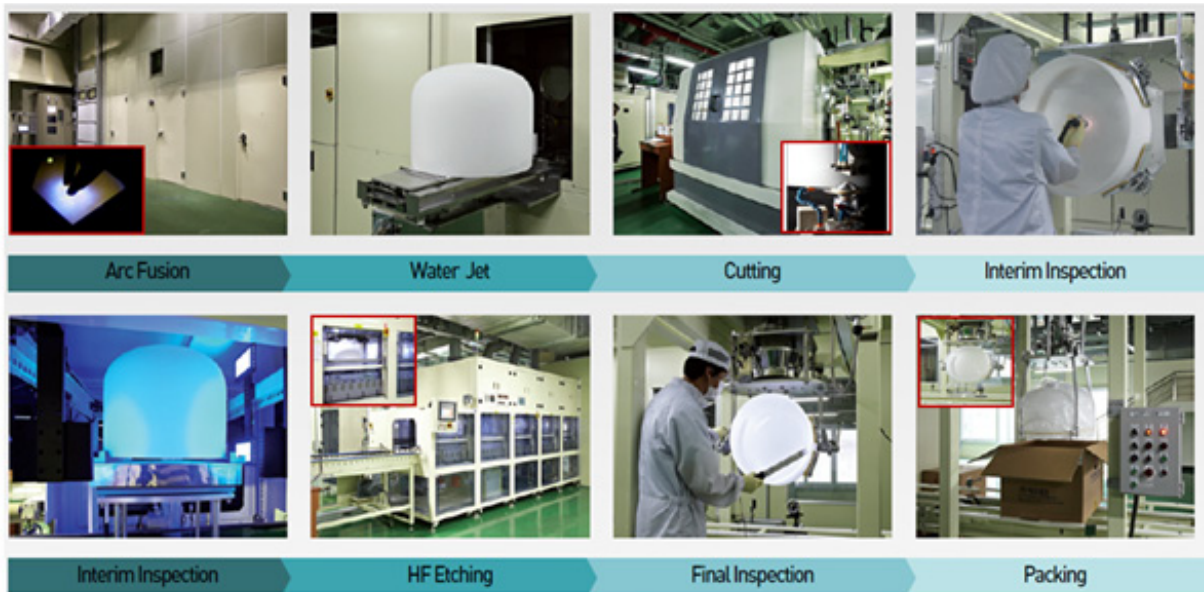 Arc Fusion
Water Jet
Cutting
Interim Inspection
Interim Inspection
HF Etching
Final Inspection
Packing